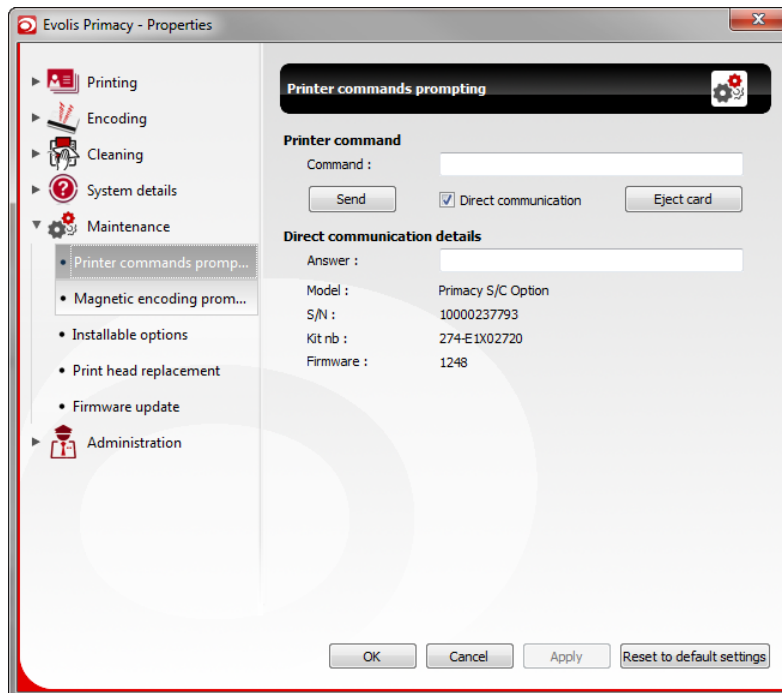 Evolis Primacy - Properties
Printing
Encoding
Cleaning
System details
Maintenance
Printer commands promp...
Magnetic encoding prom...
Installable options
Print head replacement
Firmware update
Administration
Printer commands prompting
Printer command
Command :
Send
Direct communication
Eject card
Direct communication details
Answer :
Model : Primacy S/C Option
S/N : 10000237793
Kit nb : 274-E1X02720
Firmware : 1248
OK
Cancel
Apply
Reset to default settings